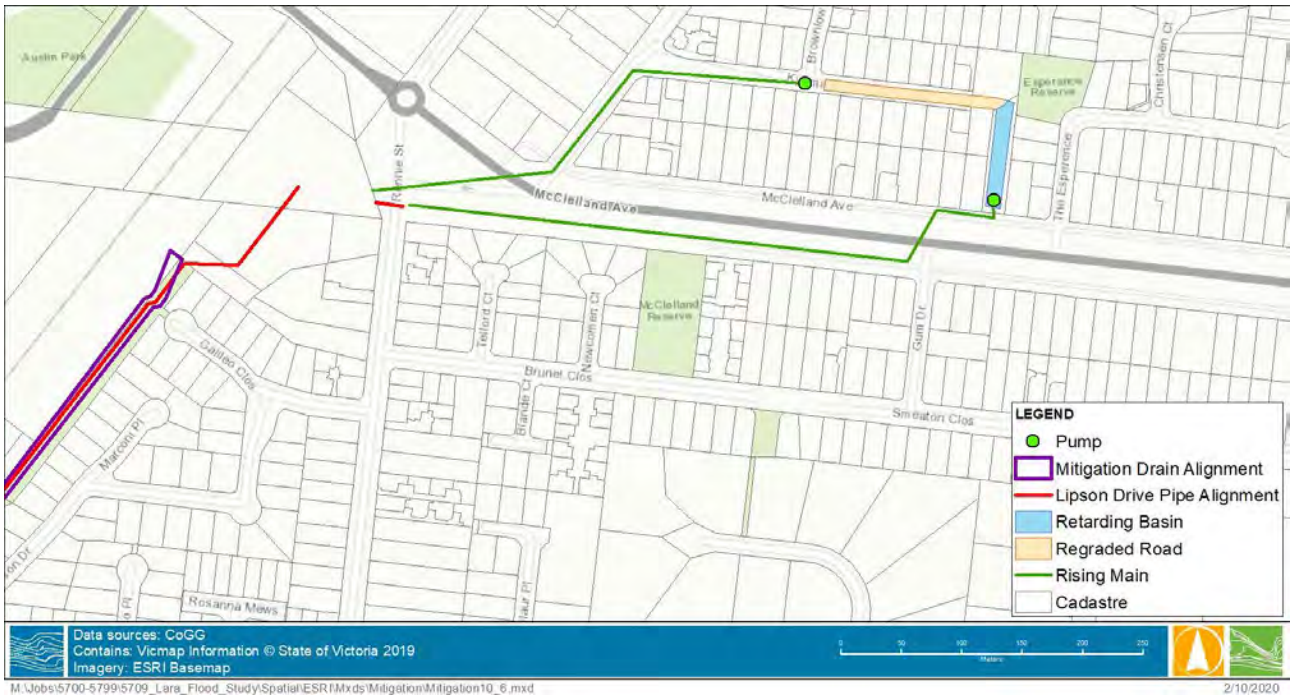 Austin Park
Rennie St
Brownlow
Esperance
Reserve
Christensen Ct
The Esperence
McClelland Ave
McClelland Ave
McClelland
Reserve
Telford Ct
Newcomen Ct
Gum Dr
Galileo Clos
Brunel Clos
Smeaton Clos
Marconi Pl
Rosanna Mews
LEGEND
Pump
Mitigation Drain Alignment
Lipson Drive Pipe Alignment
Retarding Basin
Regraded Road
Rising Main
Cadastre
Data sources: CoGG
Contains: Vicmap Information © State of Victoria 2019
Imagery: ESRI Basemap
0 50 100 150 200 250
Meters
M:\Jobs\5700-5799\5709_Lara_Flood_Study\Spatial\ESRI\Mxds\Mitigation\Mitigation10_6.mxd
2/10/2020